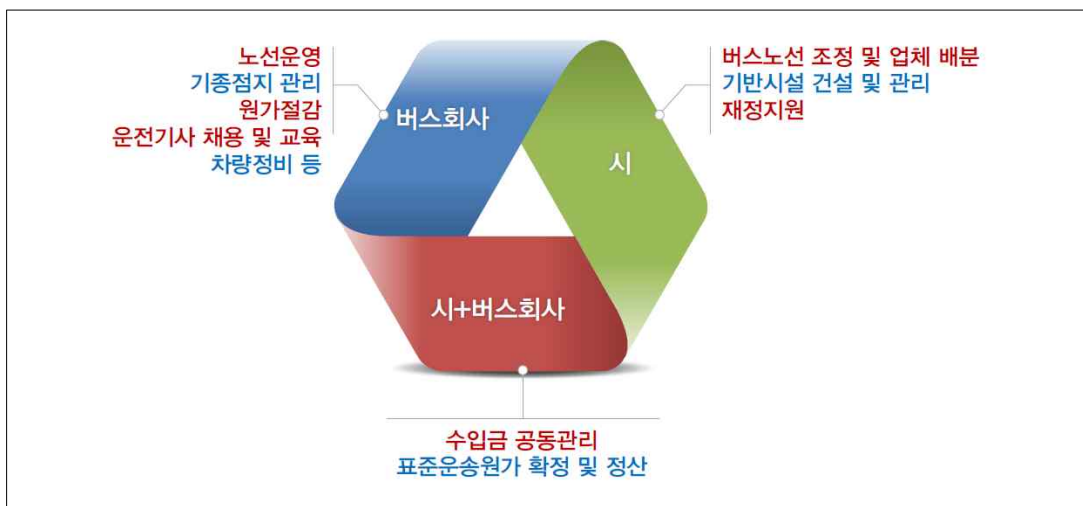 노선운영
기종점지 관리
원가절감
운전기사 채용 및 교육
차량정비 등
버스회사
버스노선 조정 및 업체 배분
기반시설 건설 및 관리
재정지원
시
시+버스회사
수입금 공동관리
표준운송원가 확정 및 정산